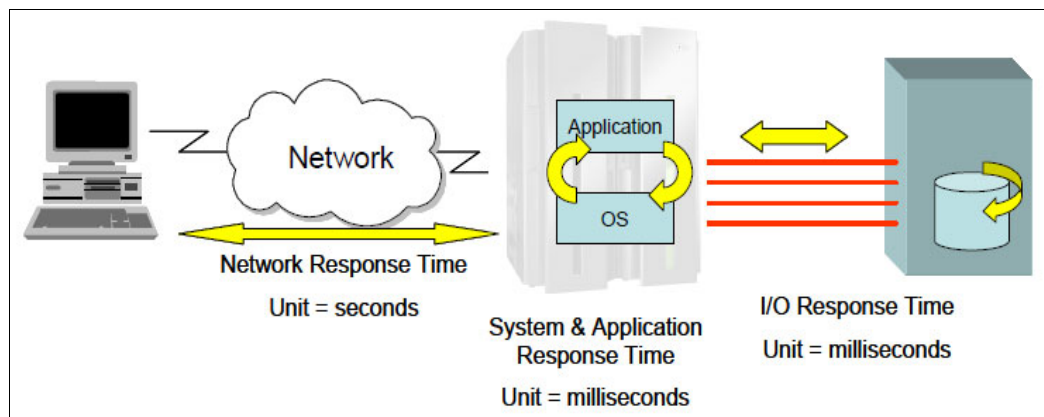 Network
Application
OS
Network Response Time
Unit = seconds
System & Application
Response Time
Unit = milliseconds
I/O Response Time
Unit = milliseconds